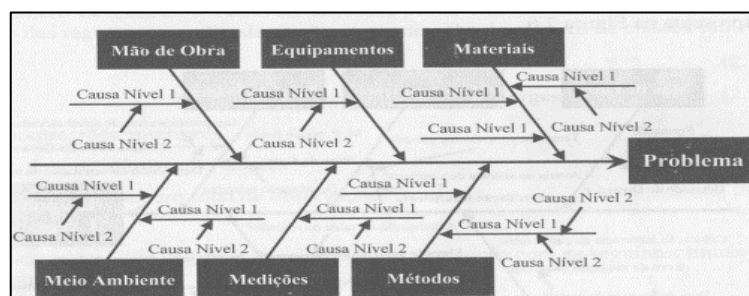 Mão de Obra
Equipamentos
Materiais
Causa Nível 1
Causa Nível 1
Causa Nível 1
Causa Nível 1
Causa Nível 2
Causa Nível 2
Causa Nível 2
Causa Nível 1
Problema
Causa Nível 1
Causa Nível 1
Causa Nível 2
Causa Nível 1
Causa Nível 1
Causa Nível 1
Causa Nível 2
Causa Nível 2
Causa Nível 2
Causa Nível 2
Meio Ambiente
Medições
Métodos